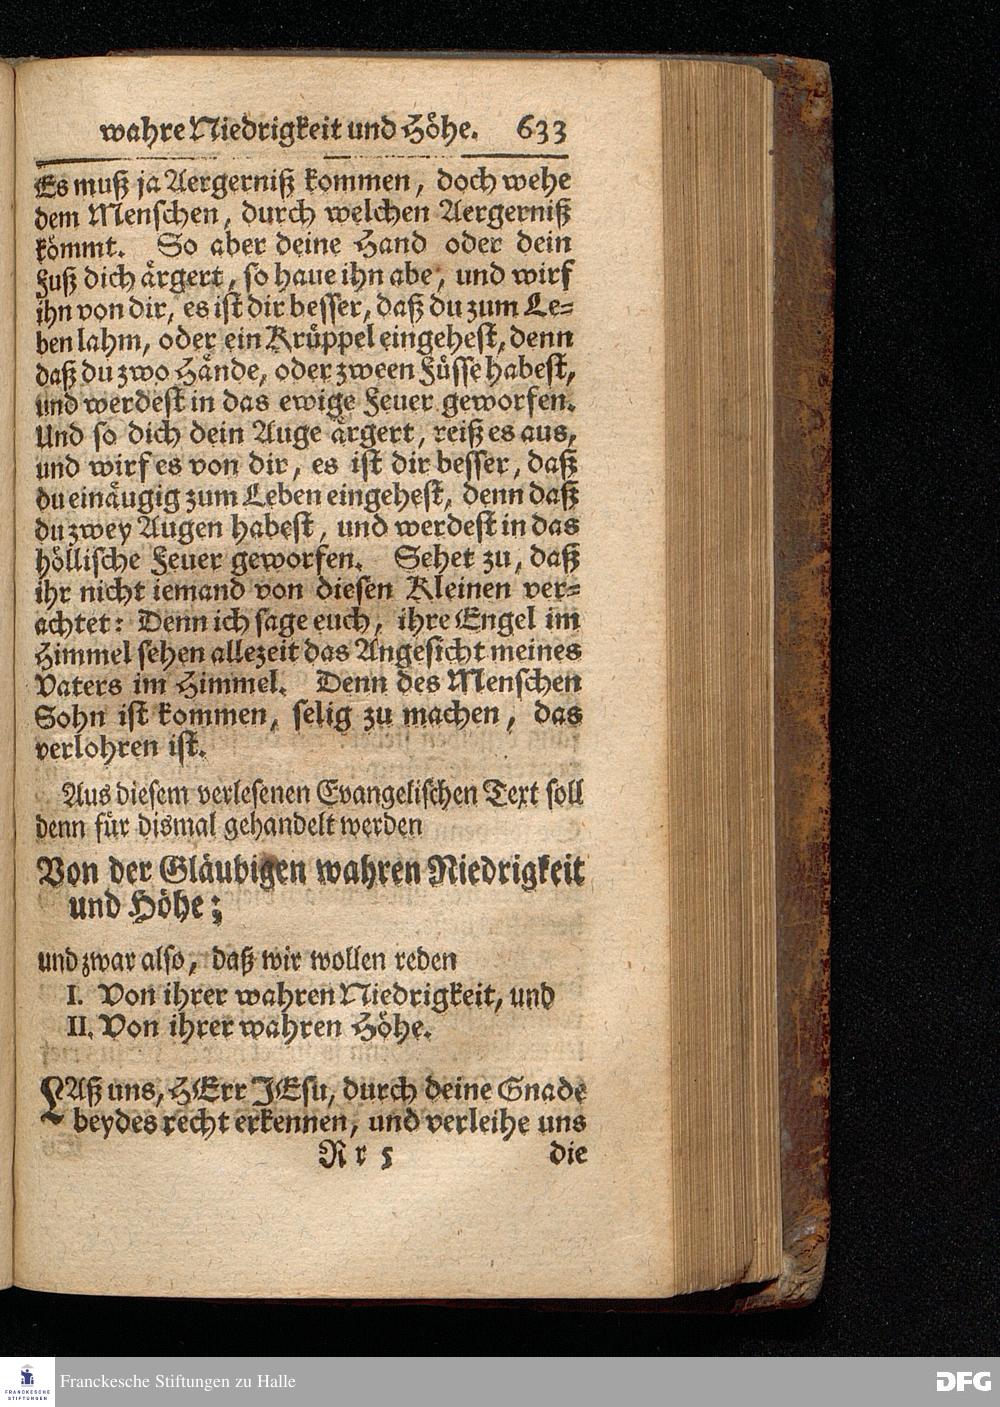 wahre Niedrigkeit und Höhe. 633
Es muß ja Aergerniß kommen, doch wehe
dem Menschen, durch welchen Aergerniß
kömmt. So aber deine Hand oder dein
Fuß dich ärgert, so haue ihn abe, und wirf
ihn von dir, es ist dir besser, daß du zum Le-
ben lahm, oder ein Krüppel eingehest, denn
daß du zwo Hände, oder zween Füsse habest,
und werdest in das ewige Feuer geworfen.
Und so dich dein Auge ärgert, reiß es aus,
und wirf es von dir, es ist dir besser, daß
du einäugig zum Leben eingehest, denn daß
du zwey Augen habest, und werdest in das
höllische Feuer geworfen. Sehet zu, daß
ihr nicht iemand von diesen Kleinen ver-
achtet: Denn ich sage euch, ihre Engel im
Himmel sehen allezeit das Angesicht meines
Vaters im Himmel. Denn des Menschen
Sohn ist kommen, selig zu machen, das
verlohren ist.
Aus diesem verlesenen Evangelischen Text soll
denn für dismal gehandelt werden
Von der Gläubigen wahren Niedrigkeit
und Höhe;
und zwar also, daß wir wollen reden
I. Von ihrer wahren Niedrigkeit, und
II. Von ihrer wahren Höhe.
LAß uns, HErr JEsu, durch deine Gnade
beydes recht erkennen, und verleihe uns
Rr 5 die
FRANCKESCHE
STIFTUNGEN
Franckesche Stiftungen zu Halle
DFG